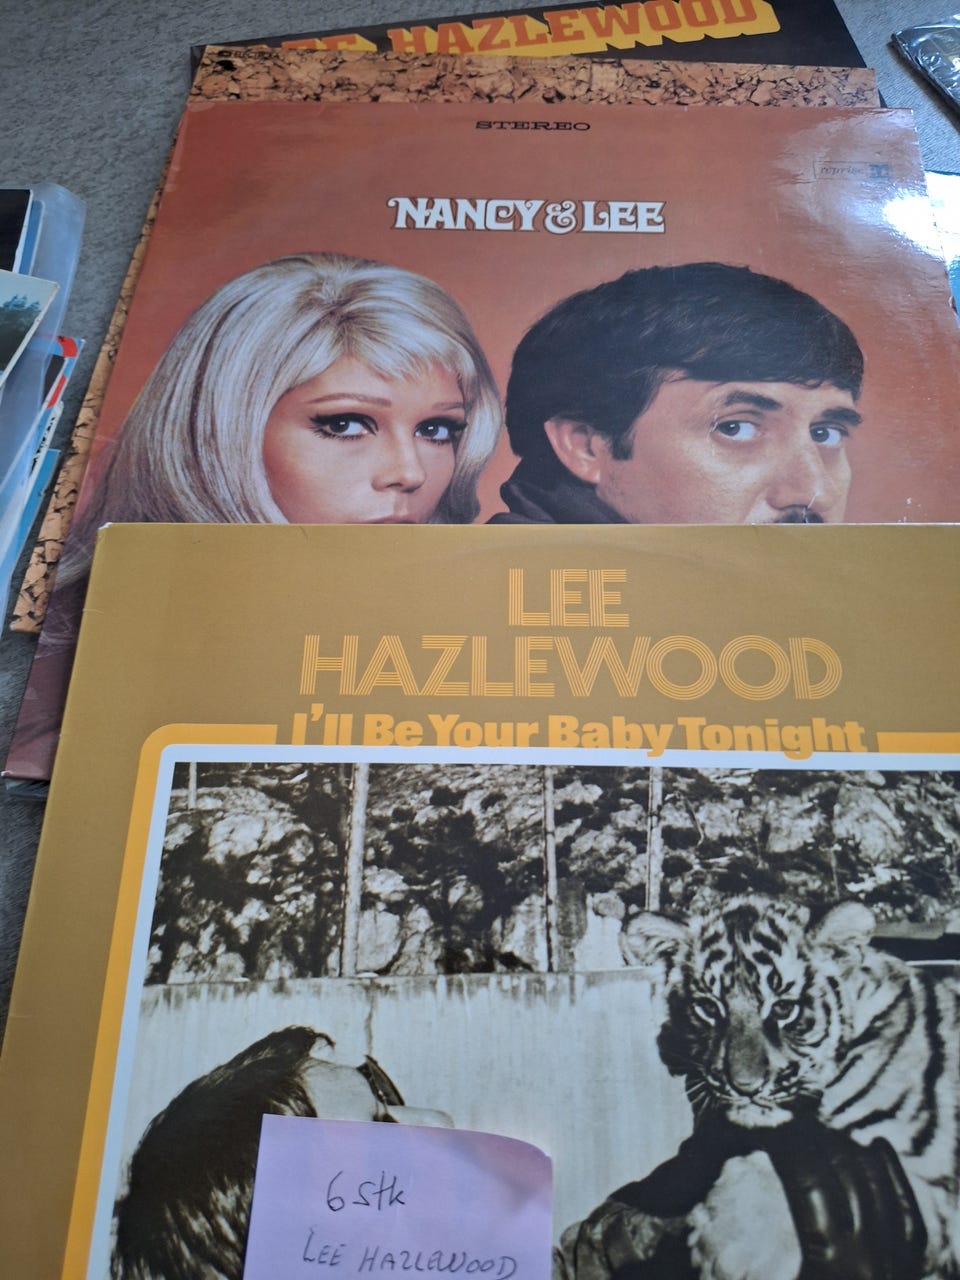 HAZLEWOOD
STEREO
reprise
NANCY & LEE
LEE
HAZLEWOOD
I'll Be Your Baby Tonight
6 stk
LEE HAZLEWOOD